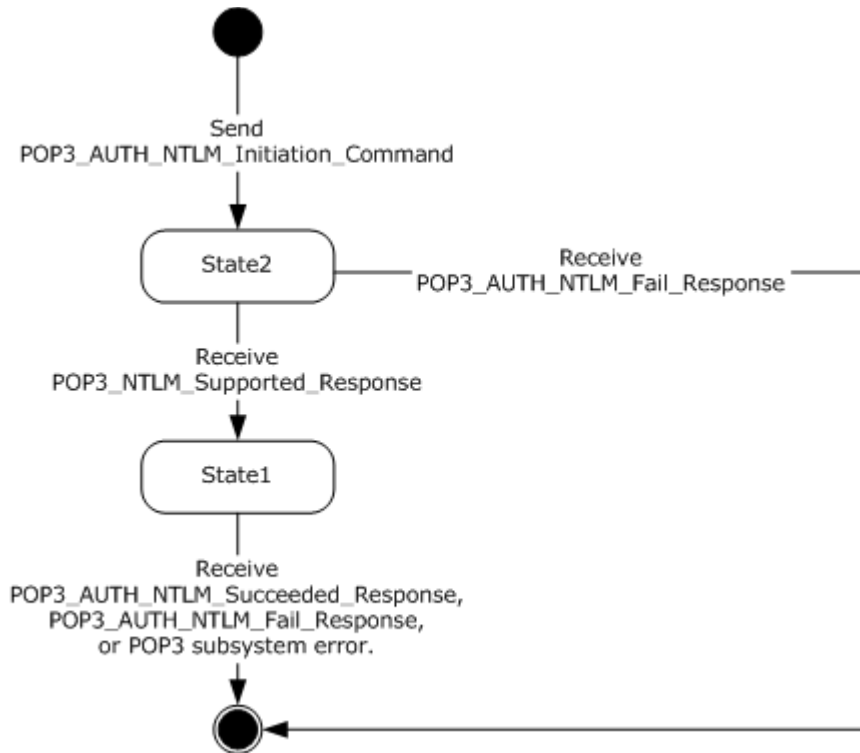 Send
POP3_AUTH_NTLM_Initiation_Command
State2
Receive
POP3_AUTH_NTLM_Fail_Response
Receive
POP3_NTLM_Supported_Response
State1
Receive
POP3_AUTH_NTLM_Succeeded_Response,
POP3_AUTH_NTLM_Fail_Response,
or POP3 subsystem error.